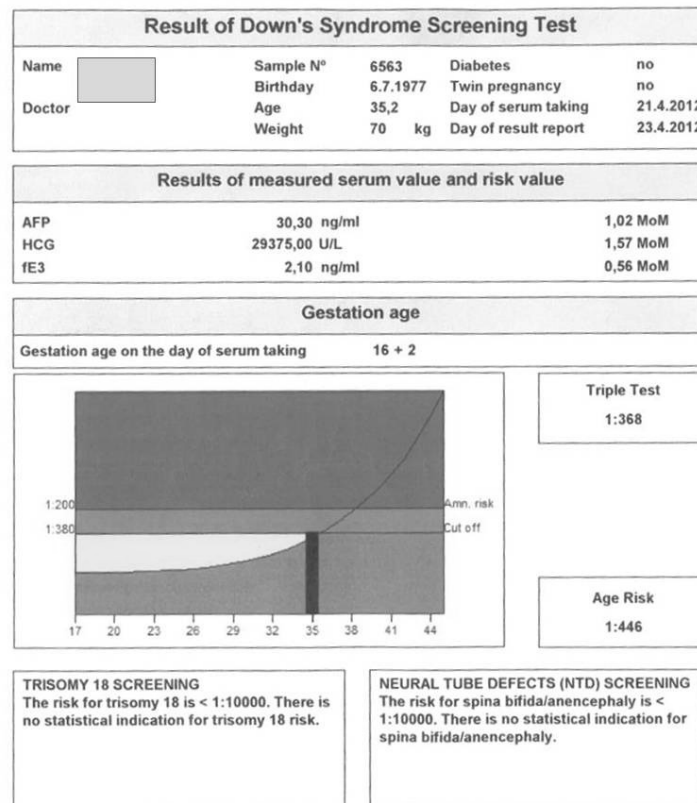 Result of Down's Syndrome Screening Test
Name Sample Nº 6563 Diabetes no
Birthday 6.7.1977 Twin pregnancy no
Doctor Age 35,2 Day of serum taking 21.4.2012
Weight 70 kg Day of result report 23.4.2012
Results of measured serum value and risk value
AFP 30,30 ng/ml 1,02 MoM
HCG 29375,00 U/L 1,57 MoM
fE3 2,10 ng/ml 0,56 MoM
Gestation age
Gestation age on the day of serum taking 16 + 2
1:200 Amn. risk
1:380 Cut off
17 20 23 26 29 32 35 38 41 44
Triple Test
1:368
Age Risk
1:446
TRISOMY 18 SCREENING
The risk for trisomy 18 is < 1:10000. There is
no statistical indication for trisomy 18 risk.
NEURAL TUBE DEFECTS (NTD) SCREENING
The risk for spina bifida/anencephaly is <
1:10000. There is no statistical indication for
spina bifida/anencephaly.